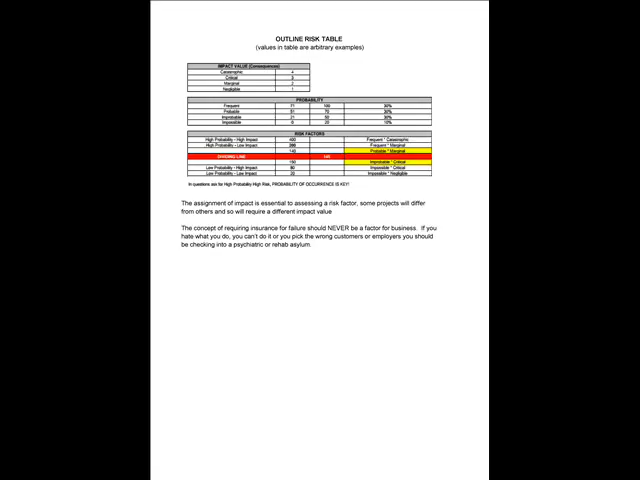 OUTLINE RISK TABLE
(values in table are arbitrary examples)
IMPACT VALUE (Consequences)
Catastrophic 4
Critical 3
Marginal 2
Negligible 1
PROBABILITY
Frequent 71 100 30%
Probable 51 70 30%
Improbable 21 50 30%
Impossible 0 20 10%
RISK FACTORS
High Probability - High Impact 400 Frequent * Catastrophic
High Probability - Low Impact 200 Frequent * Marginal
140 Probable * Marginal
DIVIDING LINE 145
150 Improbable * Critical
Low Probability - High Impact Impossible * Critical
Low Probability - Low Impact 20 Impossible * Negligible
In questions ask for High Probability High Risk, PROBABILITY OF OCCURRENCE IS KEY!
The assignment of impact is essential to assessing a risk factor, some projects will differ
from others and so will require a different impact value
The concept of requiring insurance for failure should NEVER be a factor for business. If you
hate what you do, you can't do it or you pick the wrong customers or employers you should
be checking into a psychiatric or rehab asylum.